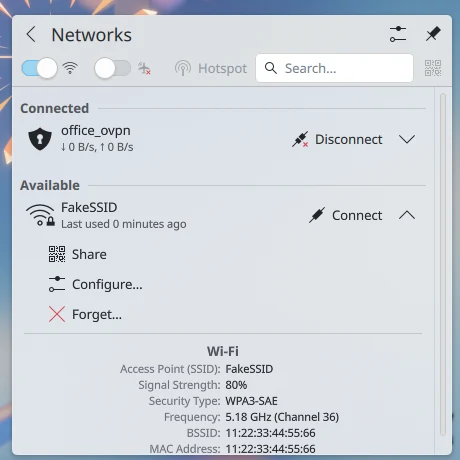 Networks
Hotspot
Search...
Connected
office_ovpn
↓0 B/s, ↑0 B/s
Disconnect
Available
FakeSSID
Last used 0 minutes ago
Connect
Share
Configure...
Forget...
Wi-Fi
Access Point (SSID): FakeSSID
Signal Strength: 80%
Security Type: WPA3-SAE
Frequency: 5.18 GHz (Channel 36)
BSSID: 11:22:33:44:55:66
MAC Address: 11:22:33:44:55:66